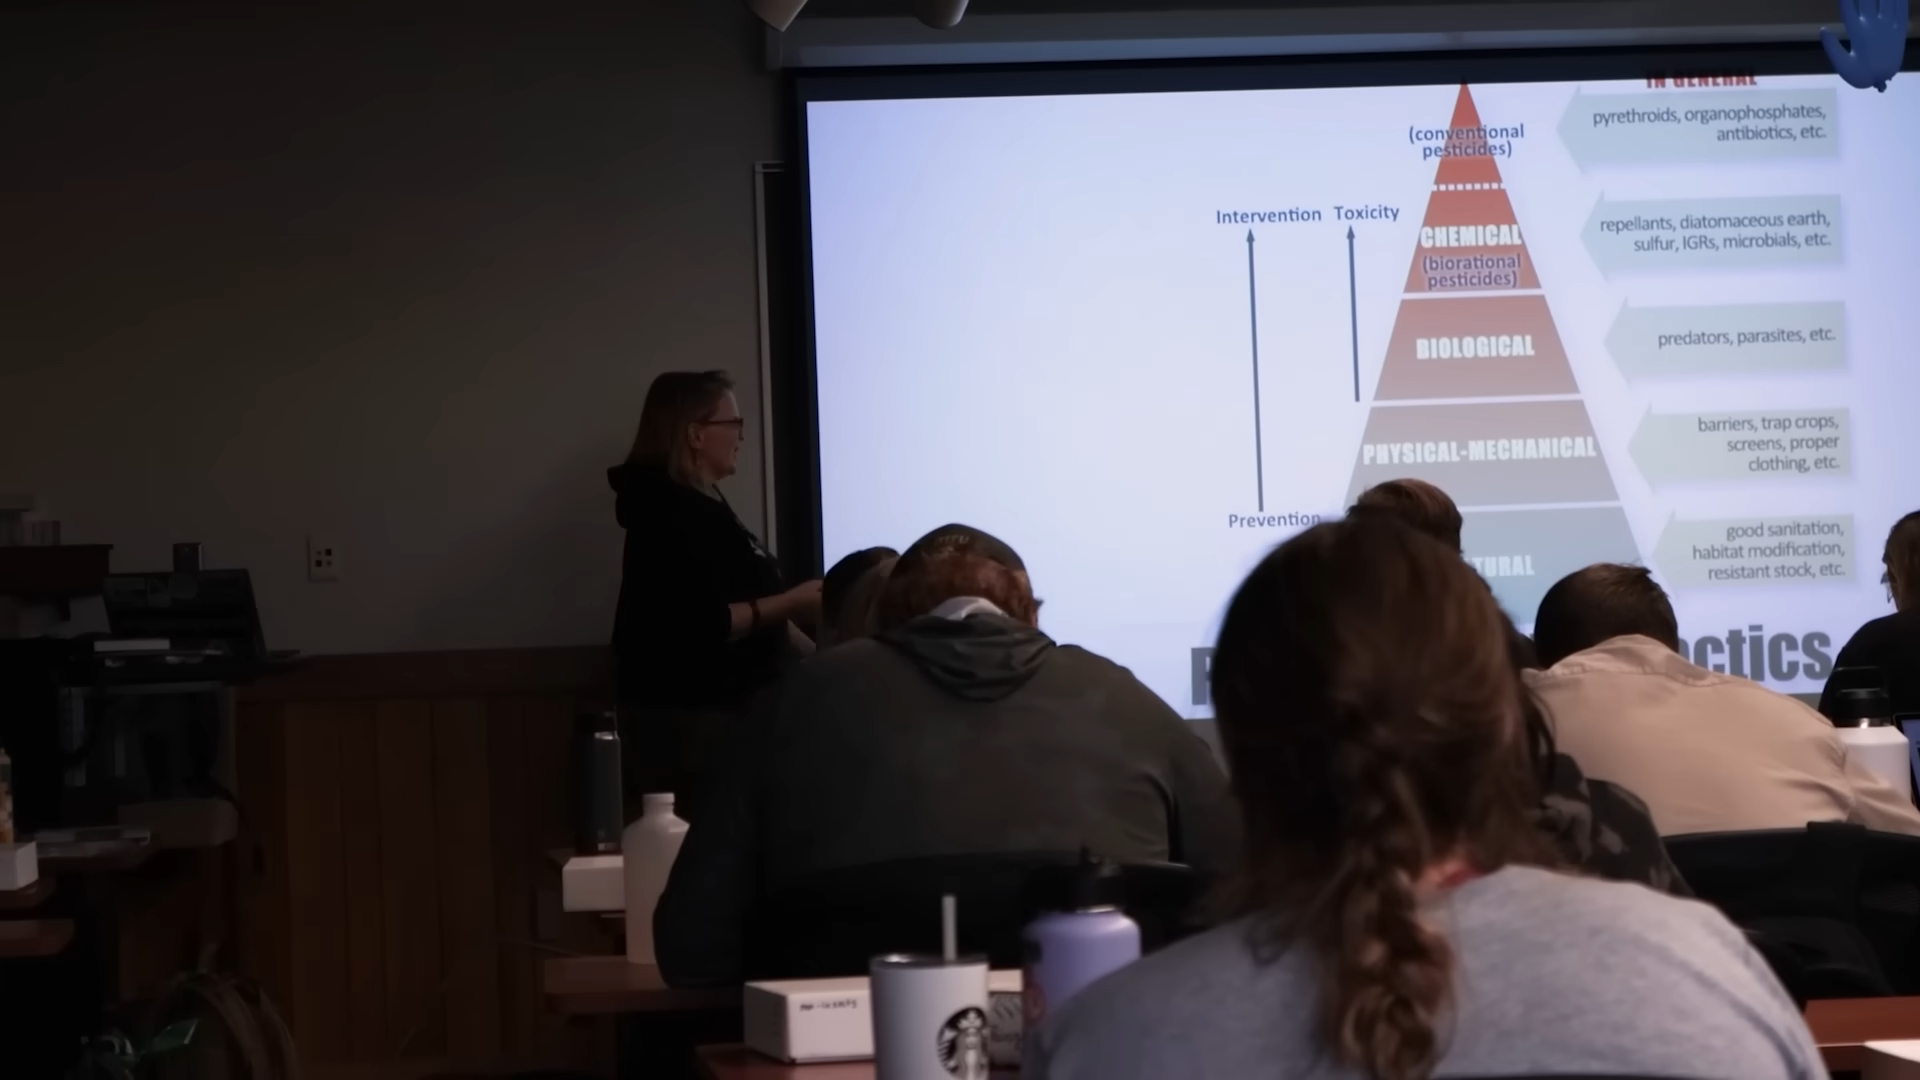 IN GENERAL
(conventional
pesticides)
pyrethroids, organophosphates,
antibiotics, etc.
Intervention Toxicity
CHEMICAL
(biorational
pesticides)
repellants, diatomaceous earth,
sulfur, IGRs, microbials, etc.
BIOLOGICAL
predators, parasites, etc.
PHYSICAL-MECHANICAL
barriers, trap crops,
screens, proper
clothing, etc.
Prevention
TURAL
good sanitation,
habitat modification,
resistant stock, etc.
ctics